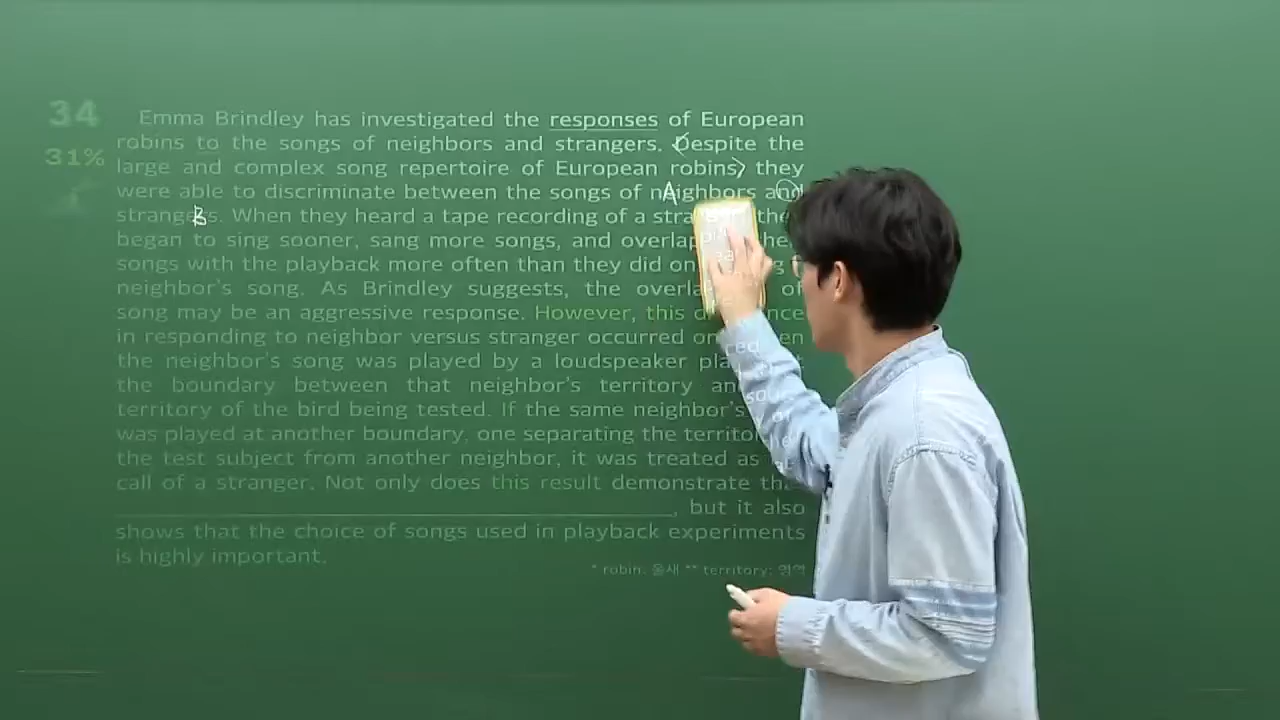 34
31%
Emma Brindley has investigated the responses of European
robins to the songs of neighbors and strangers. Despite the
large and complex song repertoire of European robins, they
A
were able to discriminate between the songs of neighbors and
B
strangers. When they heard a tape recording of a
began to sing sooner, sang more songs, and
songs with the playback more often than they did on
neighbor's song. As Brindley suggests, the of
song may be an aggressive response. However, this
in responding to neighbor versus stranger occurred
the neighbor's song was played by a loudspeaker
the boundary between that neighbor's territory
territory of the bird being tested. If the same neighbor's
was played at another boundary, one separating the
the test subject from another neighbor, it was treated as
call of a stranger. Not only does this result demonstrate
, but it also
shows that the choice of songs used in playback experiments
is highly important.
* robin: 울새 ** territory: 영역